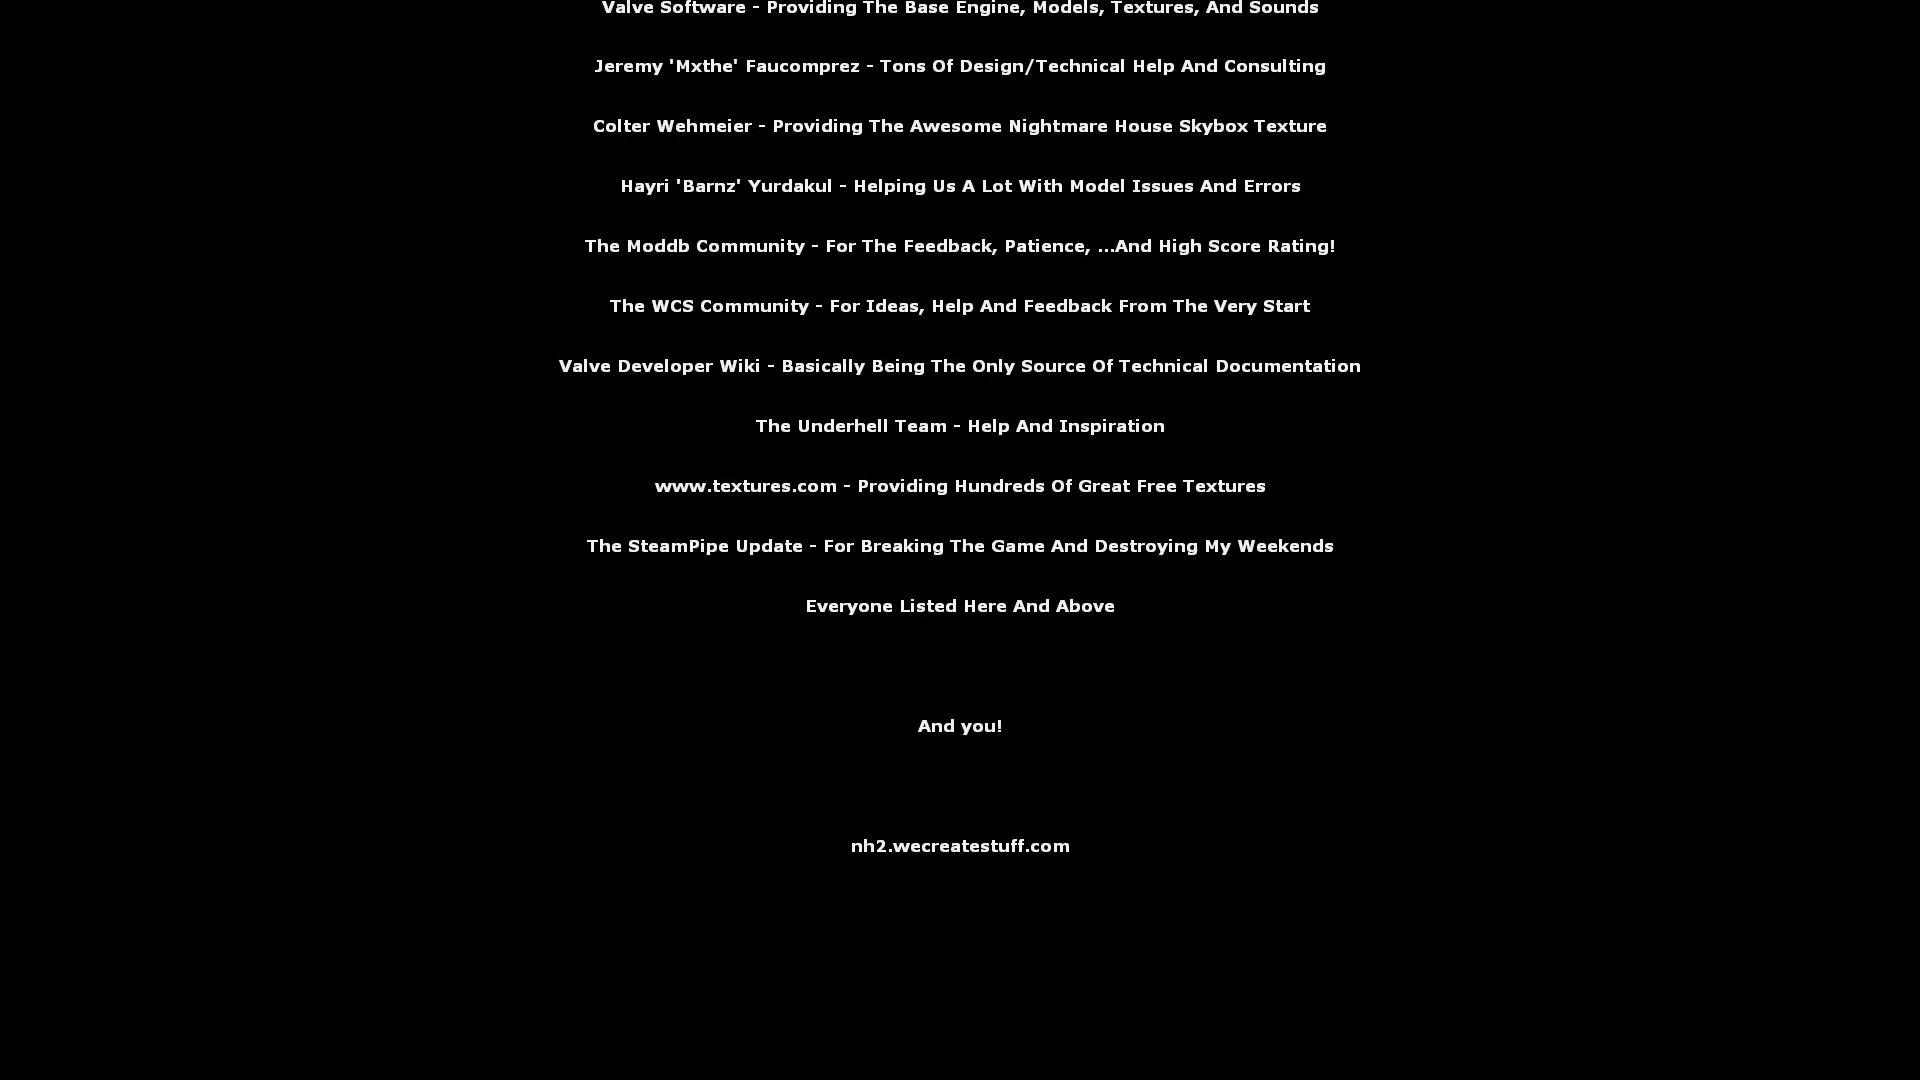 Valve Software - Providing The Base Engine, Models, Textures, And Sounds
Jeremy 'Mxthe' Faucomprez - Tons Of Design/Technical Help And Consulting
Colter Wehmeier - Providing The Awesome Nightmare House Skybox Texture
Hayri 'Barnz' Yurdakul - Helping Us A Lot With Model Issues And Errors
The Moddb Community - For The Feedback, Patience, ...And High Score Rating!
The WCS Community - For Ideas, Help And Feedback From The Very Start
Valve Developer Wiki - Basically Being The Only Source Of Technical Documentation
The Underhell Team - Help And Inspiration
www.textures.com - Providing Hundreds Of Great Free Textures
The SteamPipe Update - For Breaking The Game And Destroying My Weekends
Everyone Listed Here And Above
And you!
nh2.wecreatestuff.com